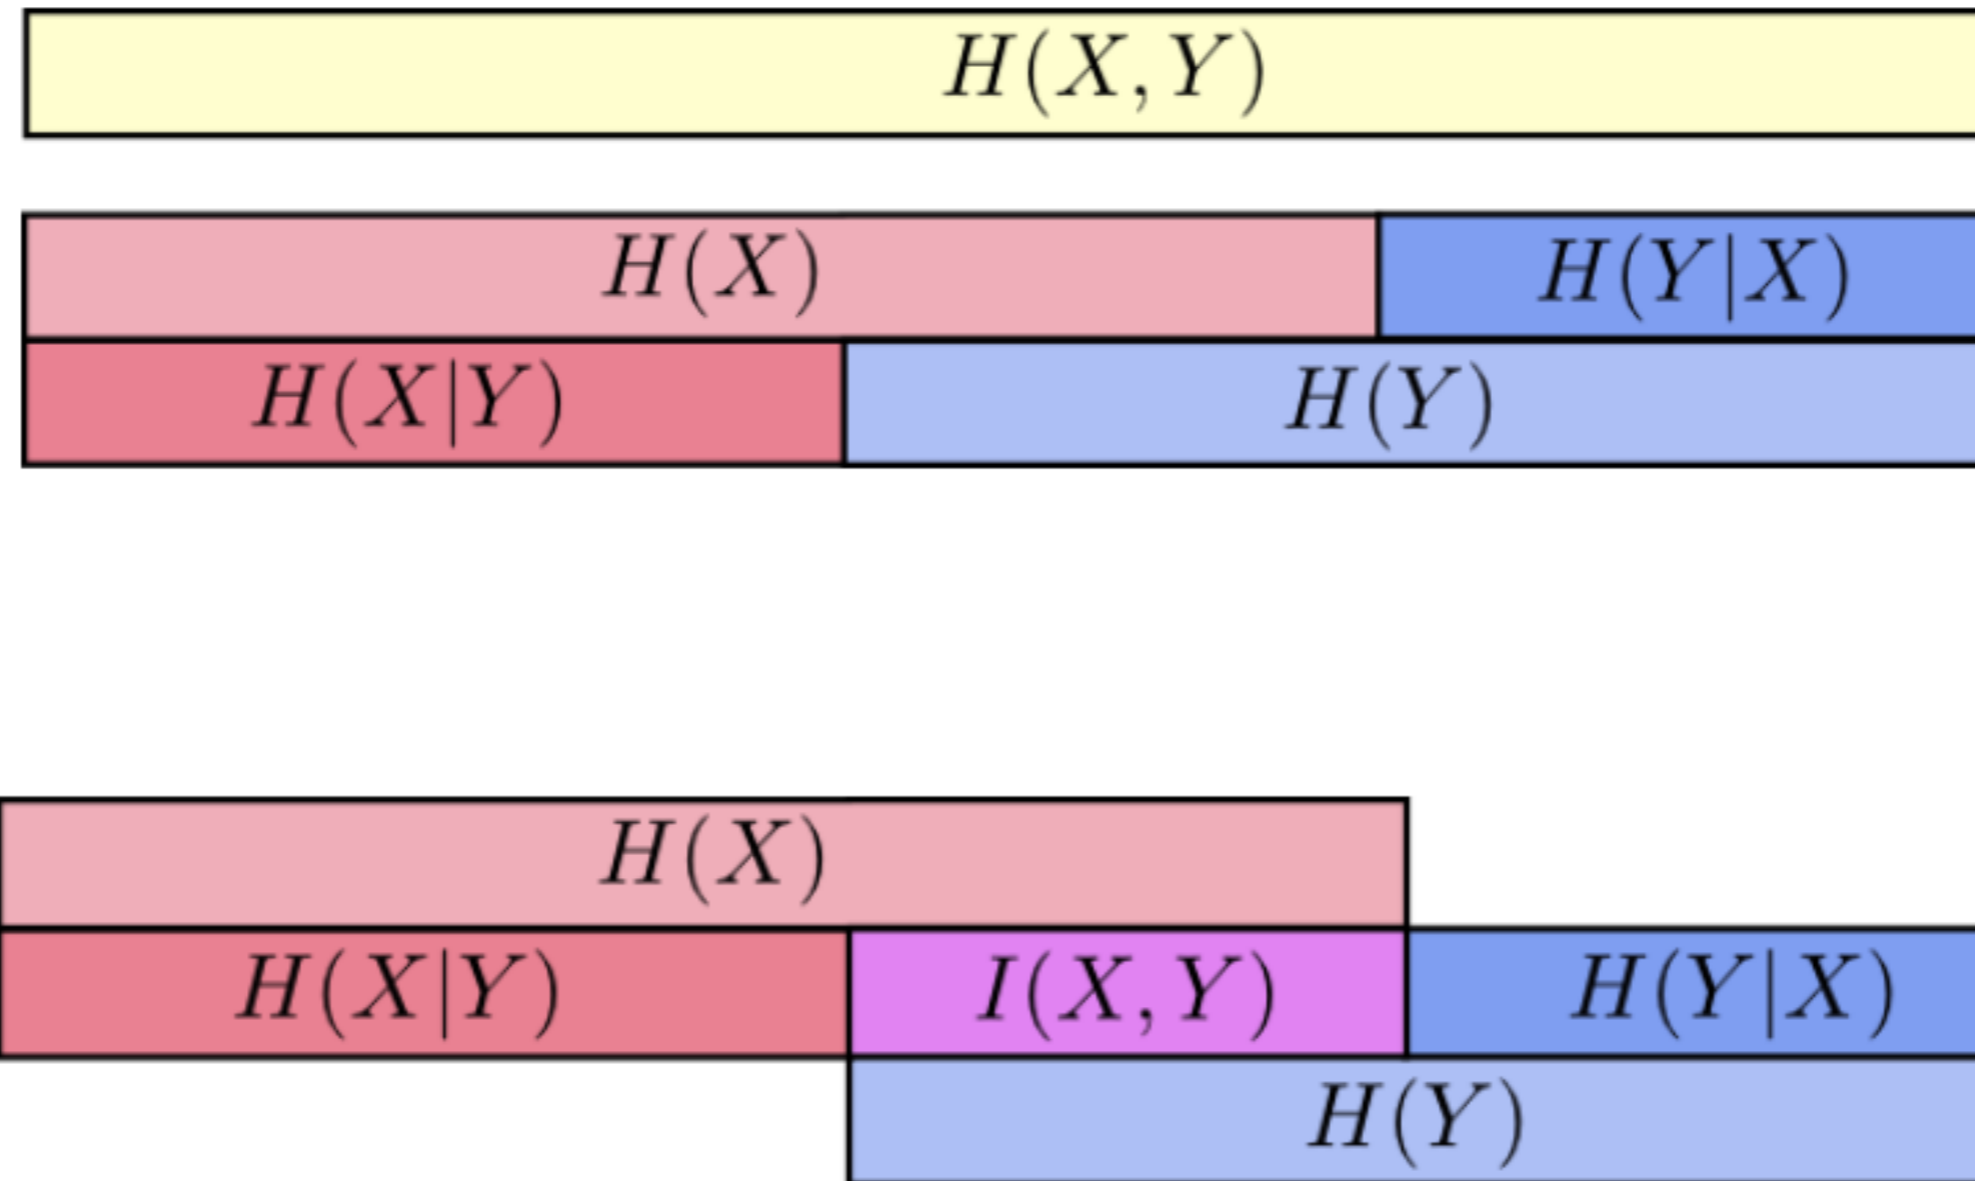 H(X,Y)
H(X) H(Y|X)
H(X|Y) H(Y)
H(X)
H(X|Y) I(X,Y) H(Y|X)
H(Y)